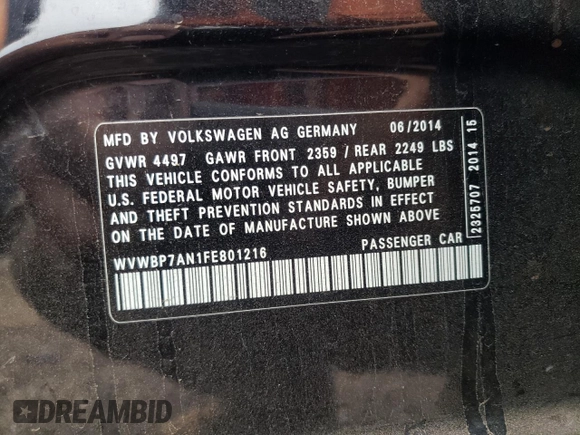 MFD BY VOLKSWAGEN AG GERMANY 06/2014
GVWR 4497 GAWR FRONT 2359 / REAR 2249 LBS
THIS VEHICLE CONFORMS TO ALL APPLICABLE
U.S. FEDERAL MOTOR VEHICLE SAFETY, BUMPER
AND THEFT PREVENTION STANDARDS IN EFFECT
ON THE DATE OF MANUFACTURE SHOWN ABOVE
WVWBP7AN1FE801216 PASSENGER CAR
2325707 2014 15
DREAMBID